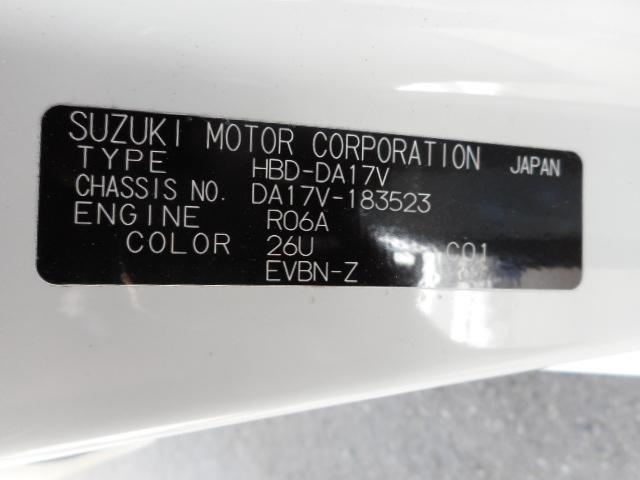 SUZUKI MOTOR CORPORATION JAPAN
TYPE HBD-DA17V
CHASSIS NO. DA17V-183523
ENGINE R06A
COLOR 26U C01
EVBN-Z